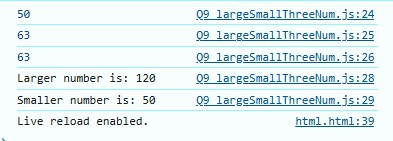 50 Q9_largeSmallThreeNum.js:24
63 Q9_largeSmallThreeNum.js:25
63 Q9_largeSmallThreeNum.js:26
Larger number is: 120 Q9_largeSmallThreeNum.js:28
Smaller number is: 50 Q9_largeSmallThreeNum.js:29
Live reload enabled. html.html:39